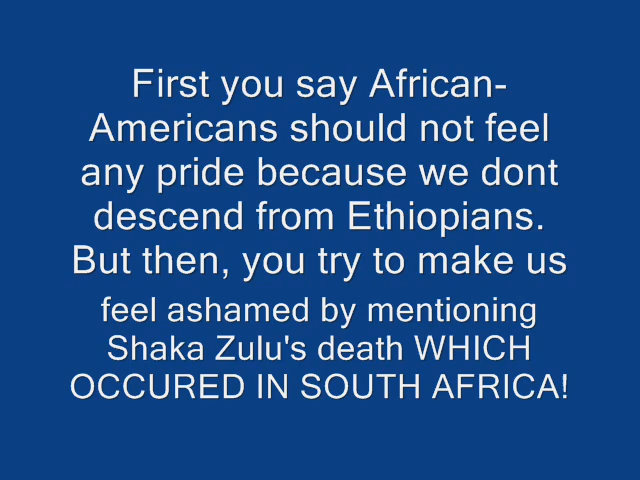 First you say African-
Americans should not feel
any pride because we dont
descend from Ethiopians.
But then, you try to make us
feel ashamed by mentioning
Shaka Zulu's death WHICH
OCCURED IN SOUTH AFRICA!